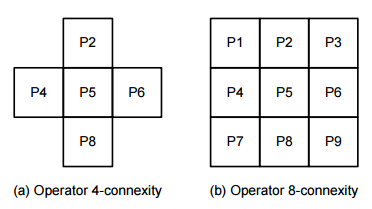 P2
P4 P5 P6
P8
(a) Operator 4-connexity
P1 P2 P3
P4 P5 P6
P7 P8 P9
(b) Operator 8-connexity